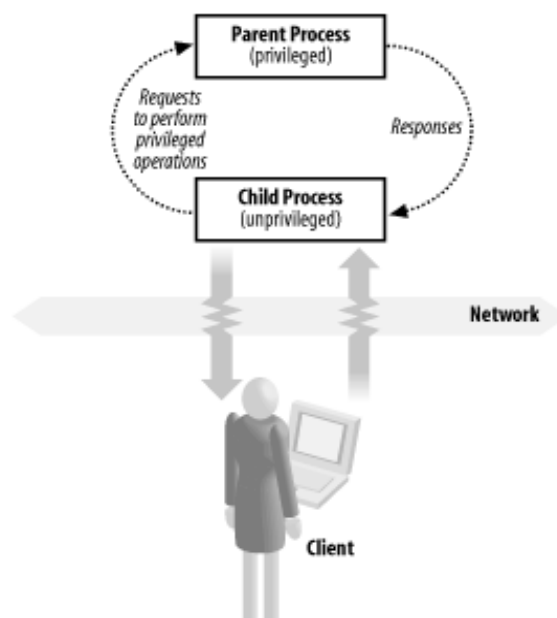 Parent Process
(privileged)
Requests
to perform
privileged
operations
Responses
Child Process
(unprivileged)
Network
Client